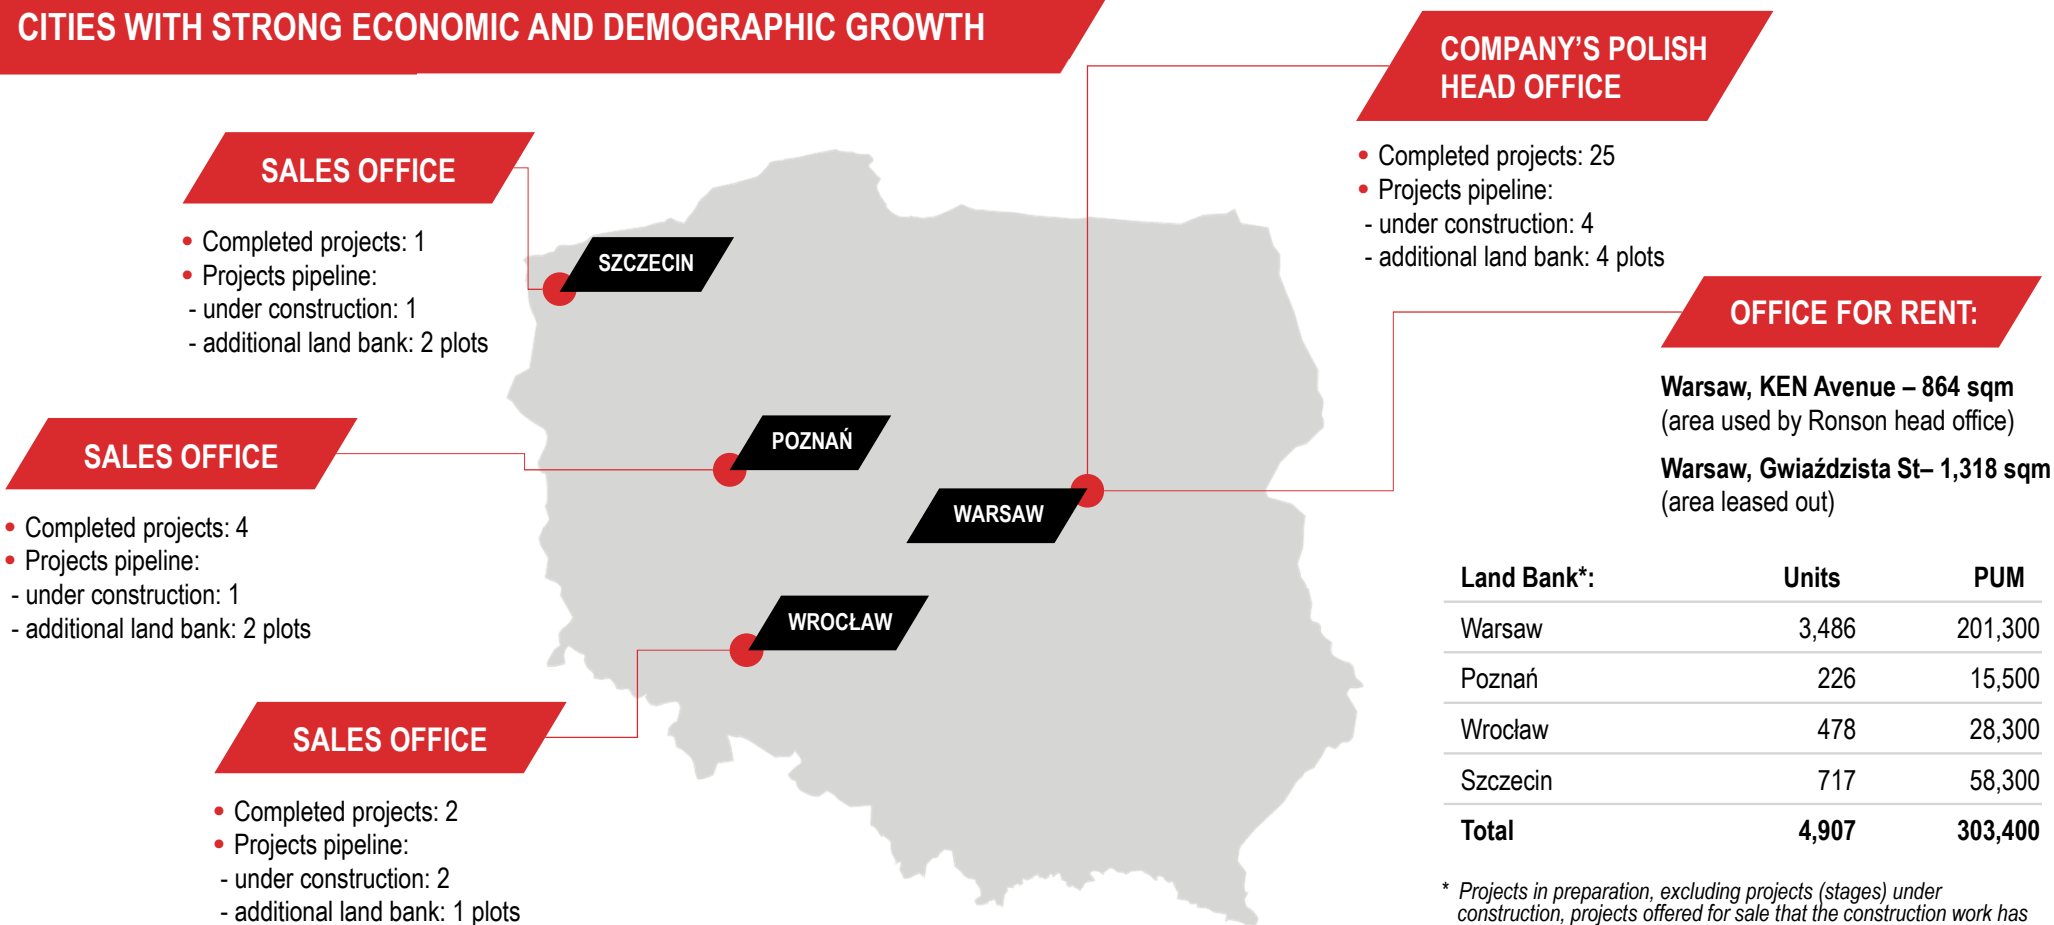 CITIES WITH STRONG ECONOMIC AND DEMOGRAPHIC GROWTH
COMPANY’S POLISH
HEAD OFFICE
• Completed projects: 25
• Projects pipeline:
- under construction: 4
- additional land bank: 4 plots
SALES OFFICE
• Completed projects: 1
• Projects pipeline:
- under construction: 1
- additional land bank: 2 plots
SZCZECIN
OFFICE FOR RENT:
Warsaw, KEN Avenue – 864 sqm
(area used by Ronson head office)
Warsaw, Gwiaździsta St– 1,318 sqm
(area leased out)
SALES OFFICE
• Completed projects: 4
• Projects pipeline:
- under construction: 1
- additional land bank: 2 plots
POZNAŃ
WARSAW
WROCŁAW
SALES OFFICE
• Completed projects: 2
• Projects pipeline:
- under construction: 2
- additional land bank: 1 plots
Land Bank*: Units PUM
Warsaw 3,486 201,300
Poznań 226 15,500
Wrocław 478 28,300
Szczecin 717 58,300
Total 4,907 303,400
* Projects in preparation, excluding projects (stages) under
construction, projects offered for sale that the construction work has